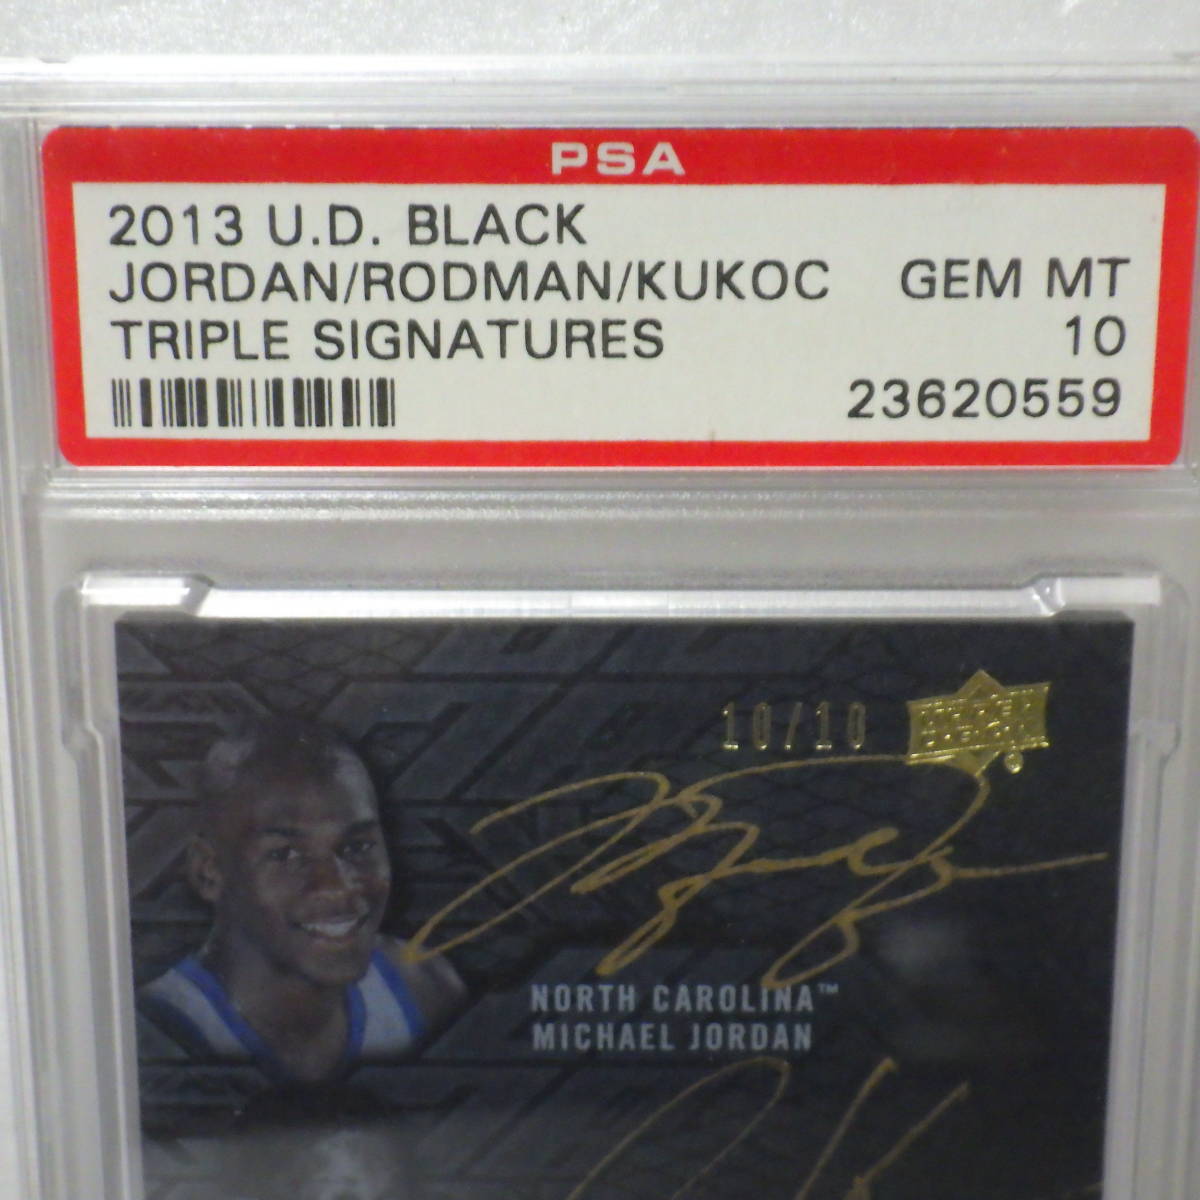 PSA
2013 U.D. BLACK
JORDAN/RODMAN/KUKOC GEM MT
TRIPLE SIGNATURES 10
23620559
10/10
UPPER
DECK
®
NORTH CAROLINA™
MICHAEL JORDAN